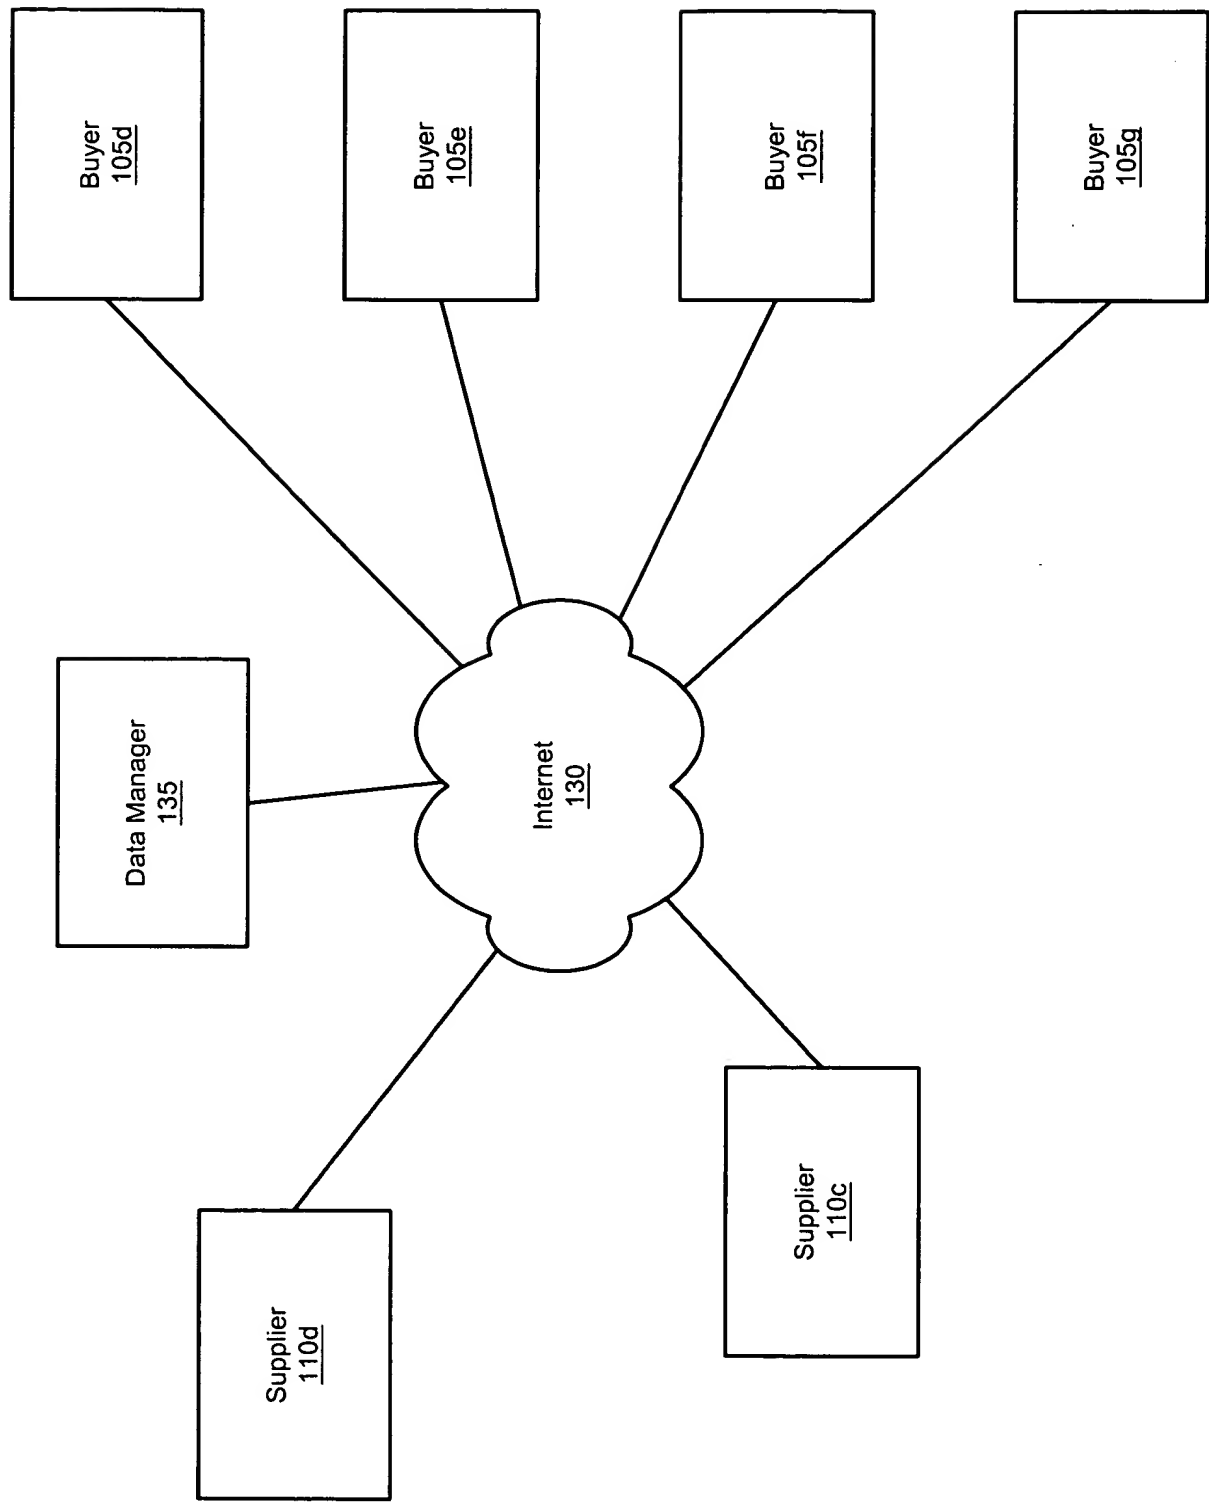 Buyer
105d
Buyer
105e
Buyer
105f
Buyer
105g
Data Manager
135
Internet
130
Supplier
110d
Supplier
110c